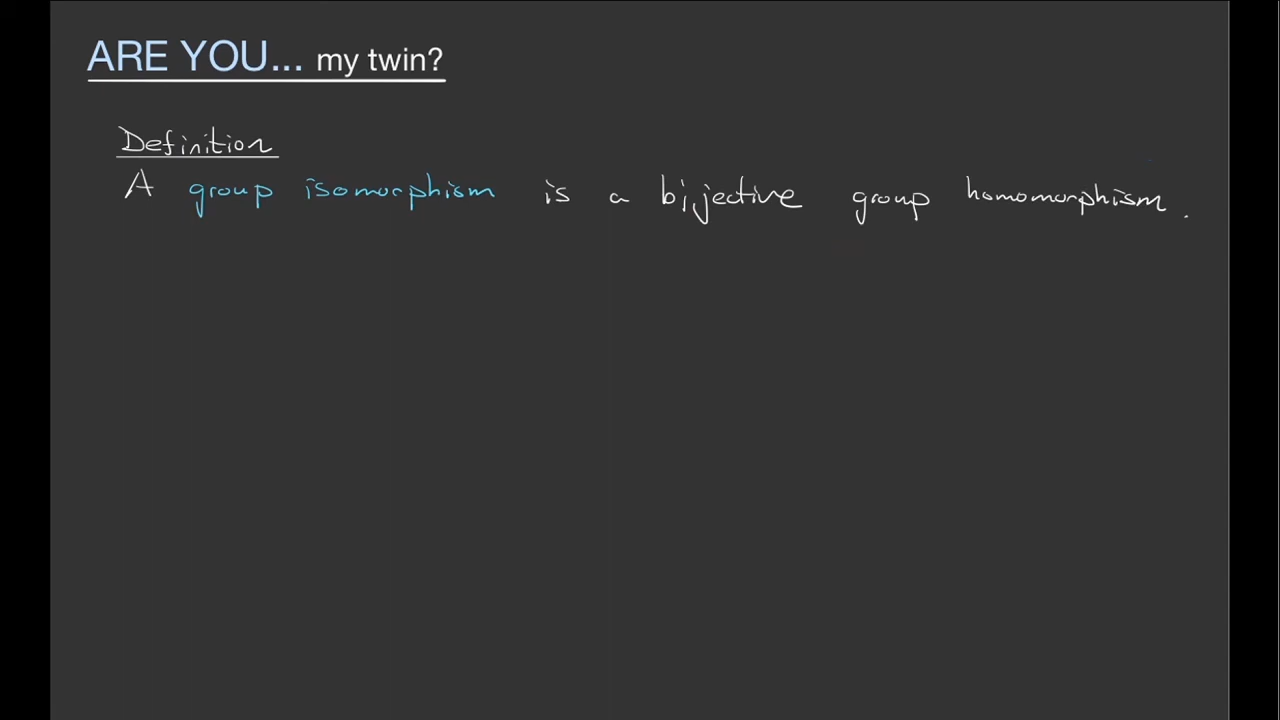 ARE YOU... my twin?
Definition
A group isomorphism is a bijective group homomorphism.